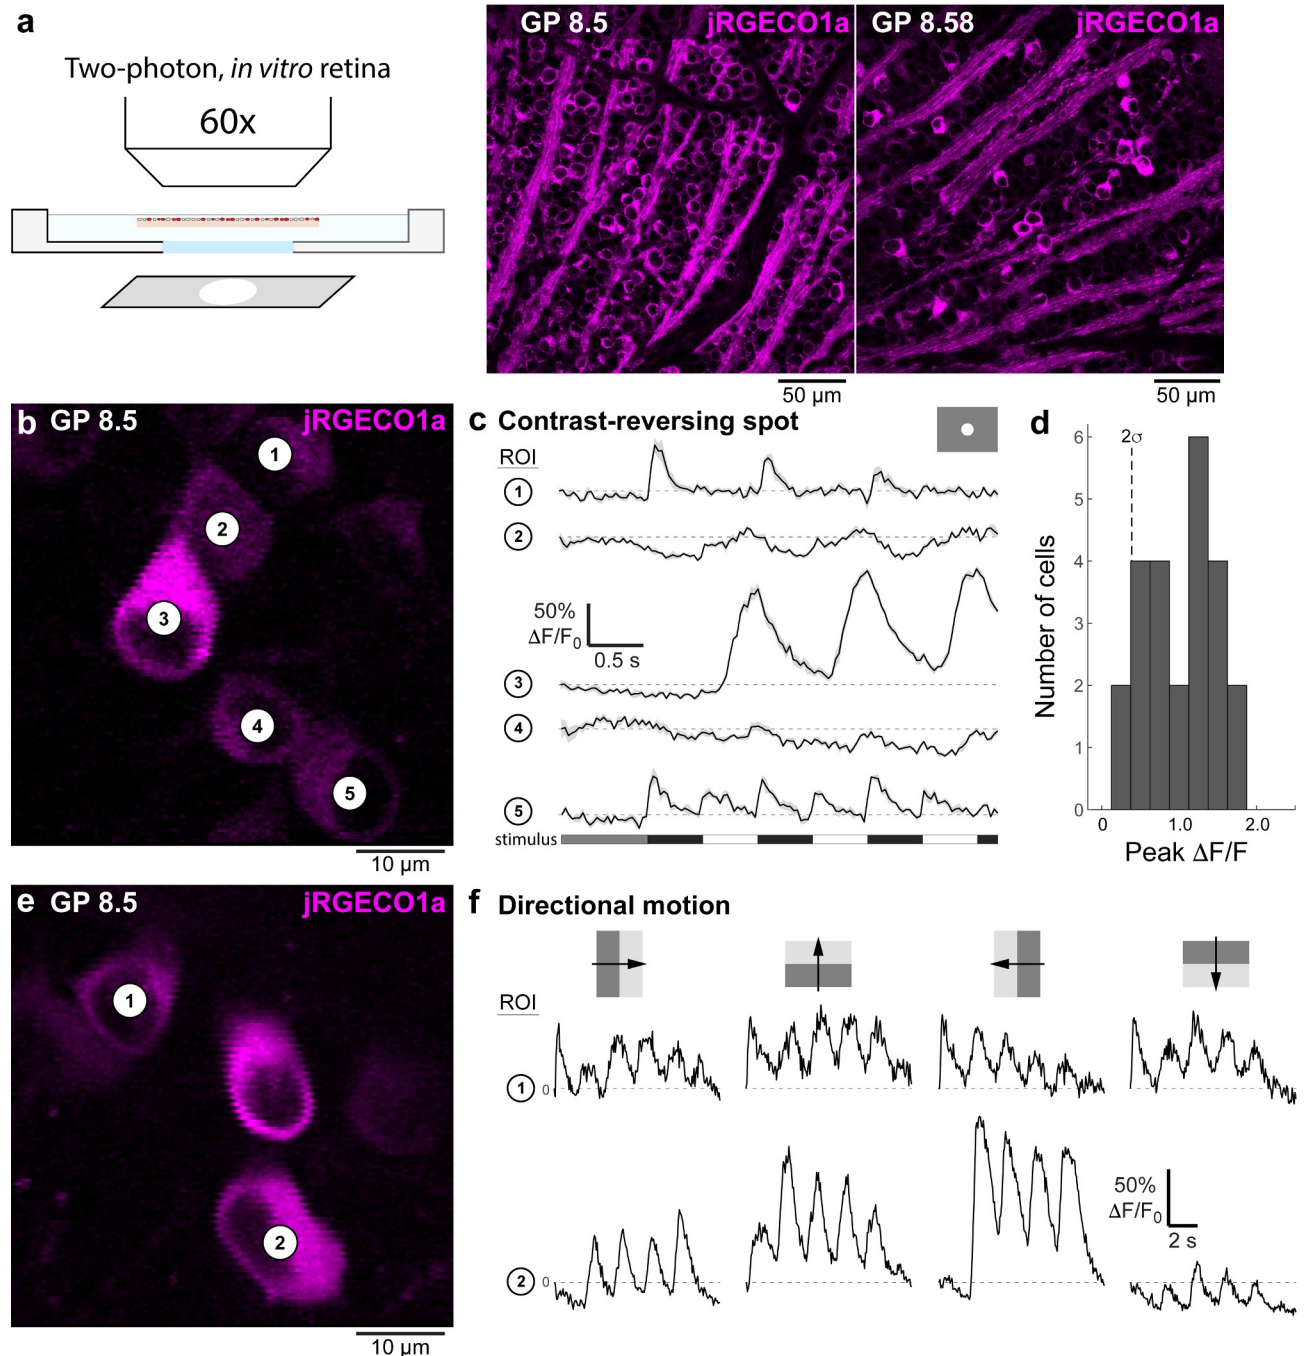 a
Two-photon, in vitro retina
60x
GP 8.5 jRGECO1a
GP 8.58 jRGECO1a
50 µm
50 µm
b GP 8.5 jRGECO1a
1
2
3
4
5
10 µm
c Contrast-reversing spot
ROI
1
2
50%
ΔF/F0
0.5 s
3
4
5
stimulus
d
2σ
Number of cells
6
5
4
3
2
1
0
0 1.0 2.0
Peak ΔF/F
e GP 8.5 jRGECO1a
1
2
10 µm
f Directional motion
ROI
1 0
50%
ΔF/F0
2 s
2 0